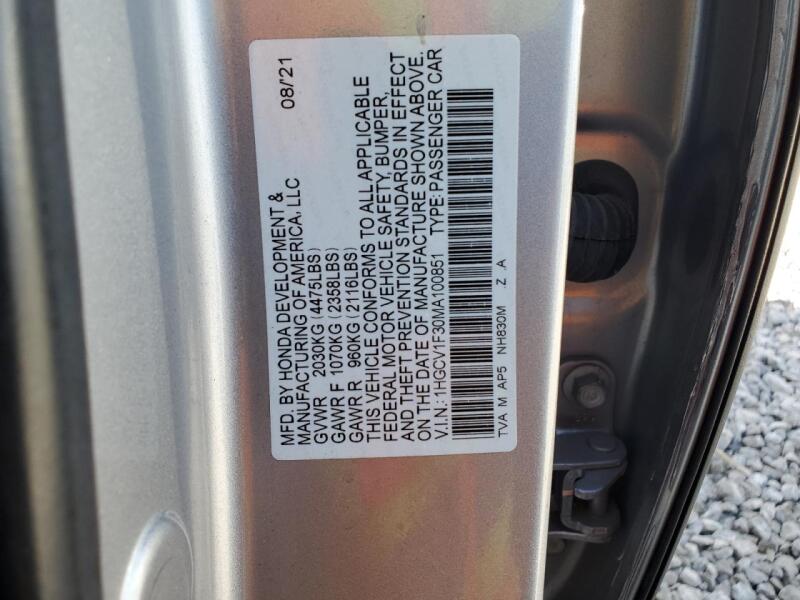 MFD. BY HONDA DEVELOPMENT & 08/'21
MANUFACTURING OF AMERICA, LLC
GVWR 2030KG (4475LBS)
GAWR F 1070KG (2358LBS)
GAWR R 960KG (2116LBS)
THIS VEHICLE CONFORMS TO ALL APPLICABLE
FEDERAL MOTOR VEHICLE SAFETY, BUMPER,
AND THEFT PREVENTION STANDARDS IN EFFECT
ON THE DATE OF MANUFACTURE SHOWN ABOVE.
V.I.N.: 1HGCV1F30MA100851 TYPE: PASSENGER CAR
TVA M AP5 NH830M Z A